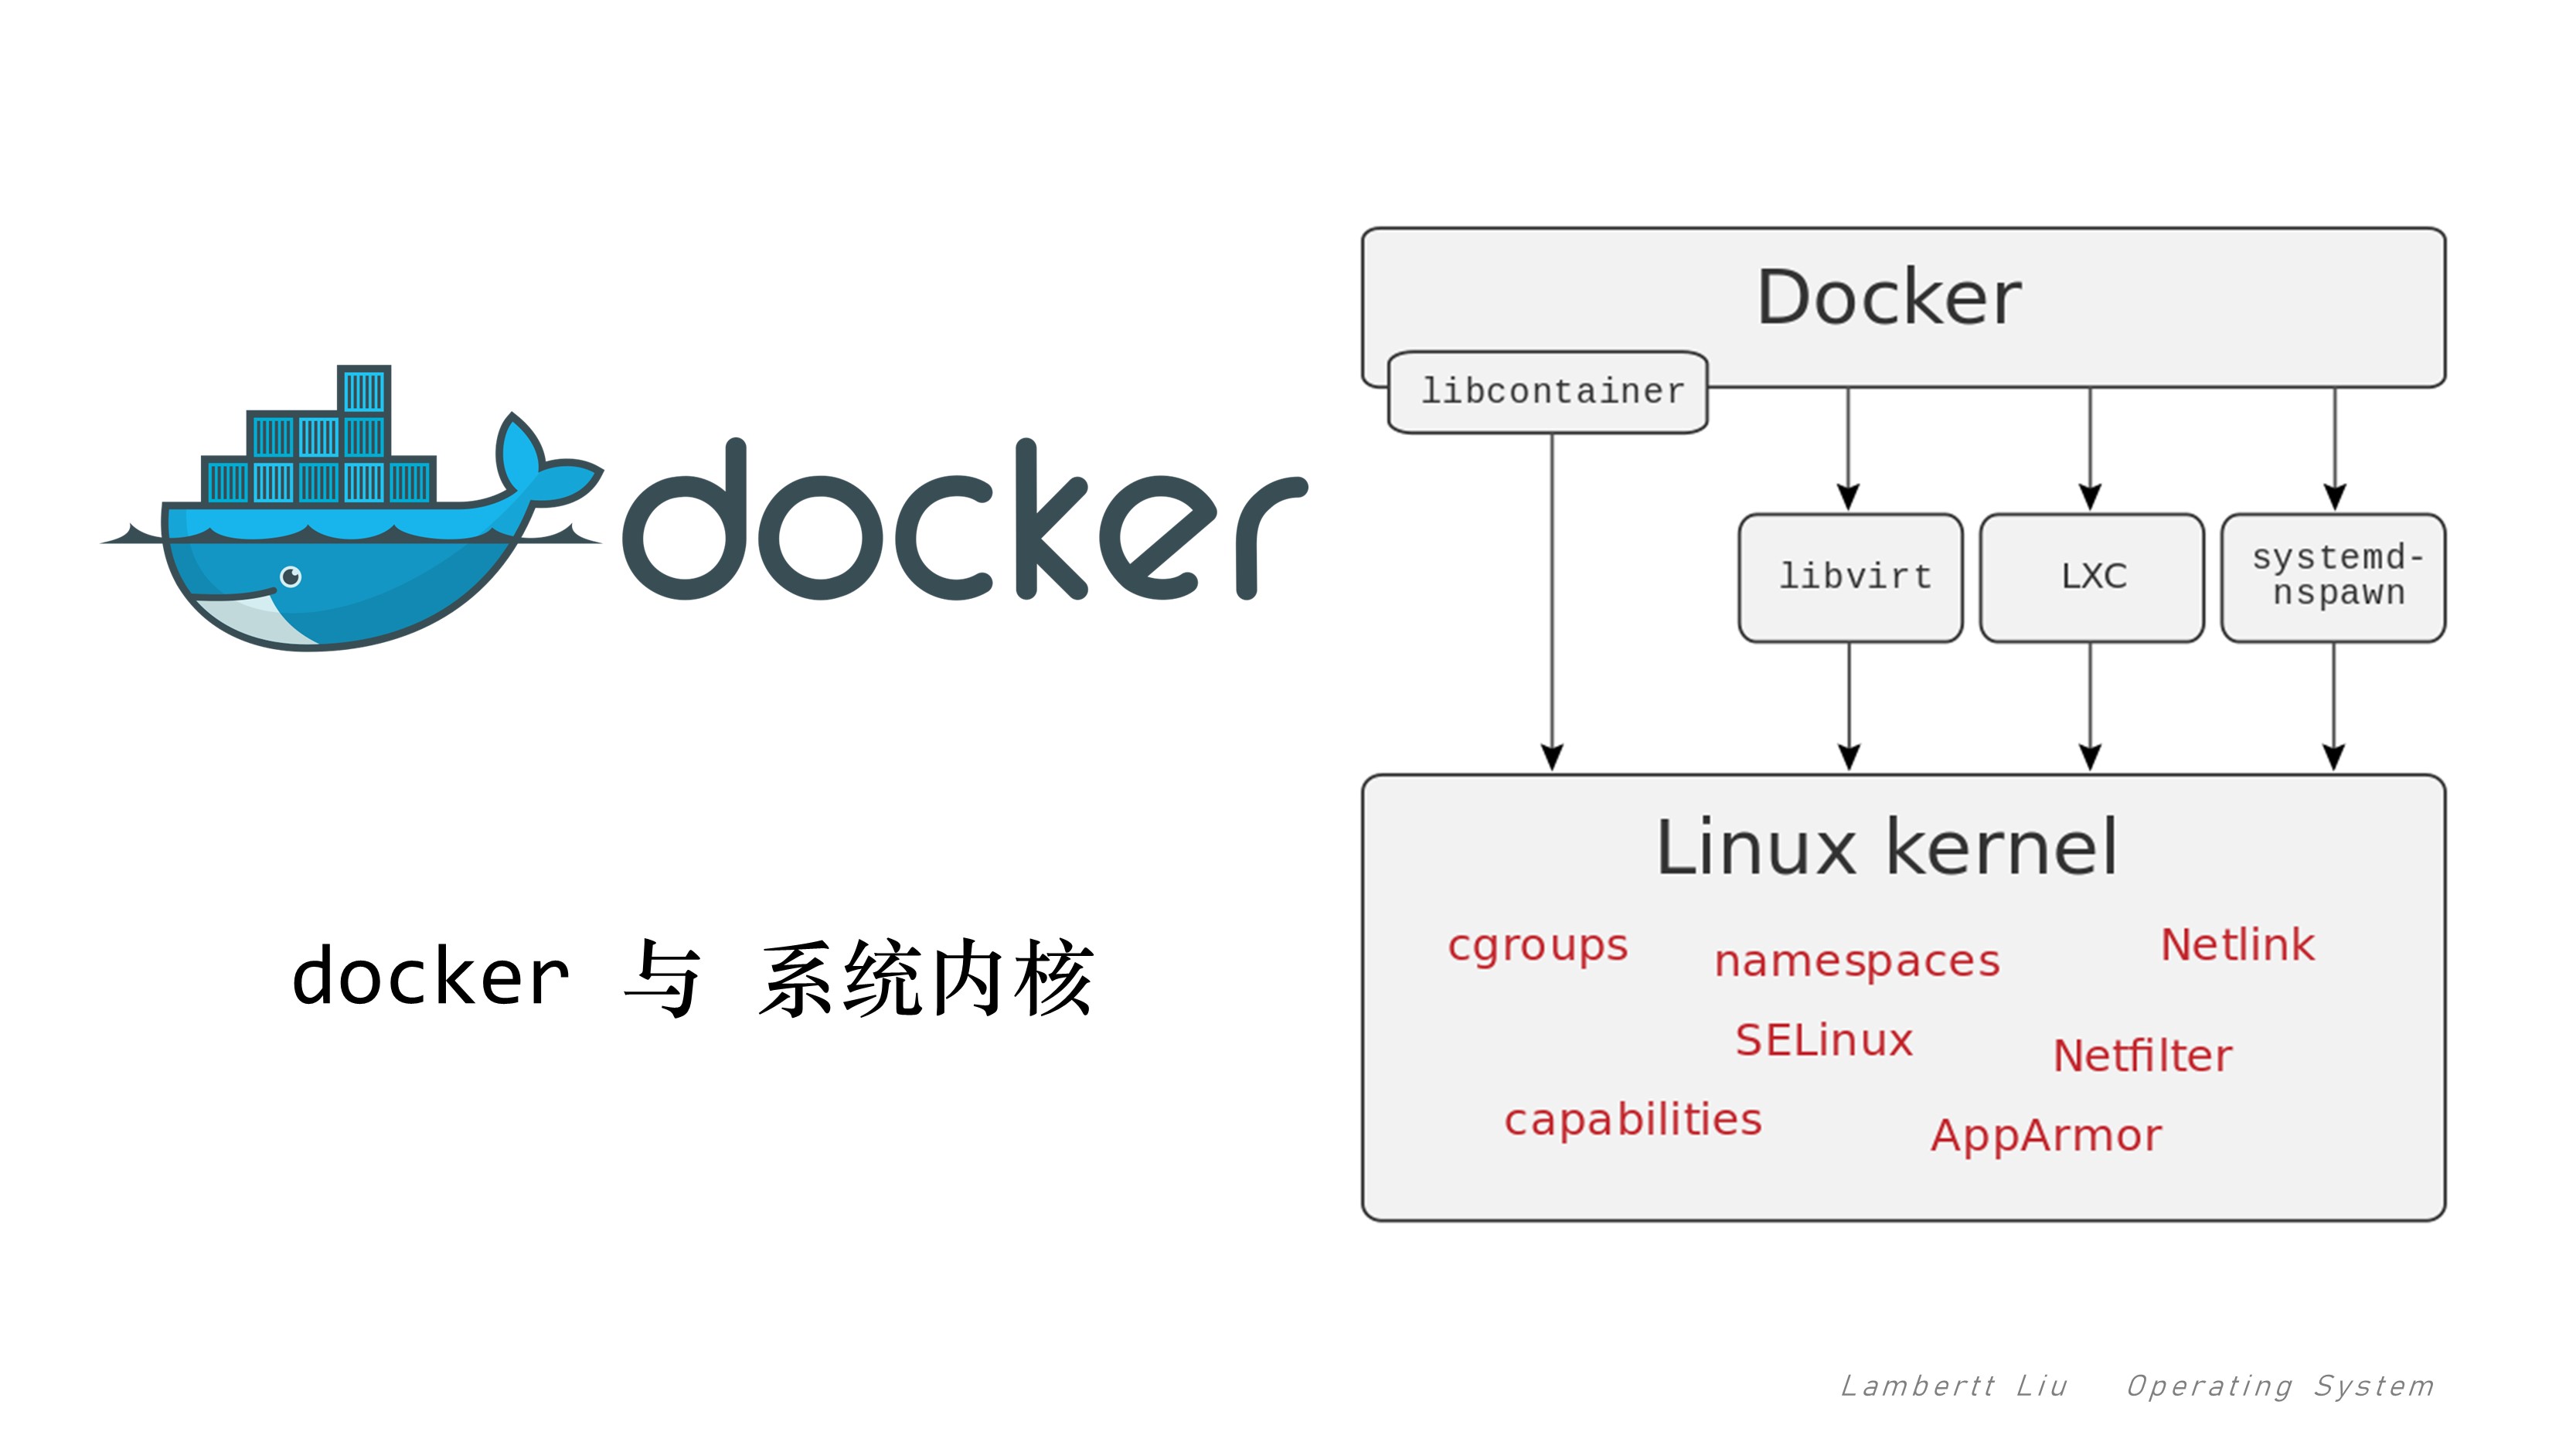 docker
docker 与 系统内核
Docker
libcontainer
libvirt
LXC
systemd-
nspawn
Linux kernel
cgroups
namespaces
Netlink
SELinux
Netfilter
capabilities
AppArmor
Lambertt Liu Operating System